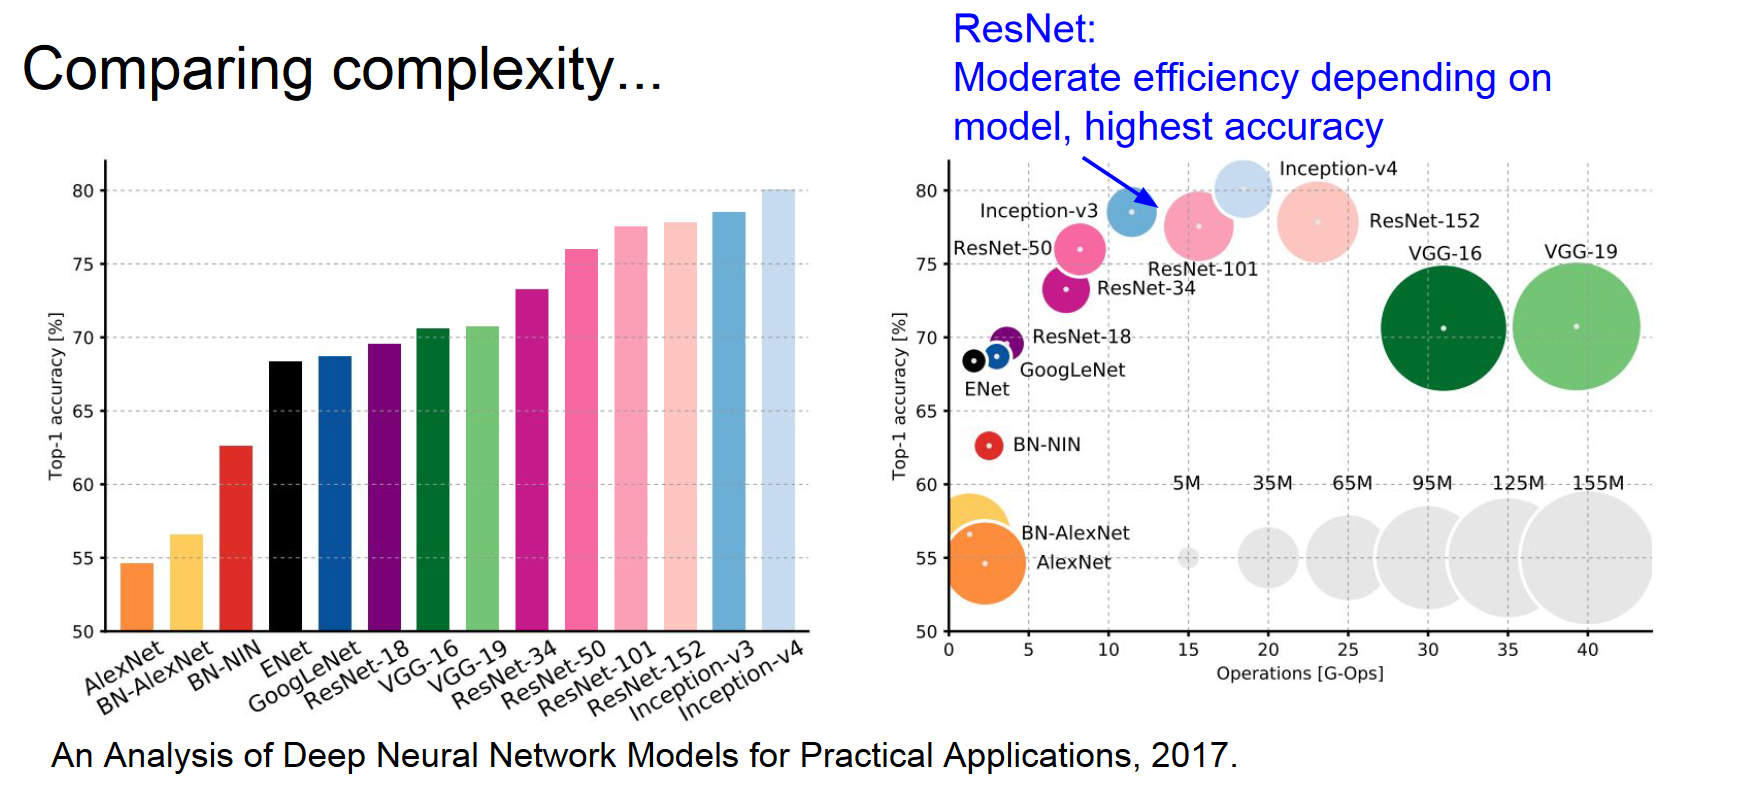 Comparing complexity...
ResNet:
Moderate efficiency depending on
model, highest accuracy
Top-1 accuracy [%]
80
75
70
65
60
55
50
AlexNet
BN-AlexNet
BN-NIN
ENet
GoogLeNet
ResNet-18
VGG-16
VGG-19
ResNet-34
ResNet-50
ResNet-101
ResNet-152
Inception-v3
Inception-v4
Top-1 accuracy [%]
80
75
70
65
60
55
50
Inception-v4
Inception-v3
ResNet-152
ResNet-50
VGG-16
VGG-19
ResNet-101
ResNet-34
ResNet-18
GoogLeNet
ENet
BN-NIN
5M 35M 65M 95M 125M 155M
BN-AlexNet
AlexNet
0 5 10 15 20 25 30 35 40
Operations [G-Ops]
An Analysis of Deep Neural Network Models for Practical Applications, 2017.